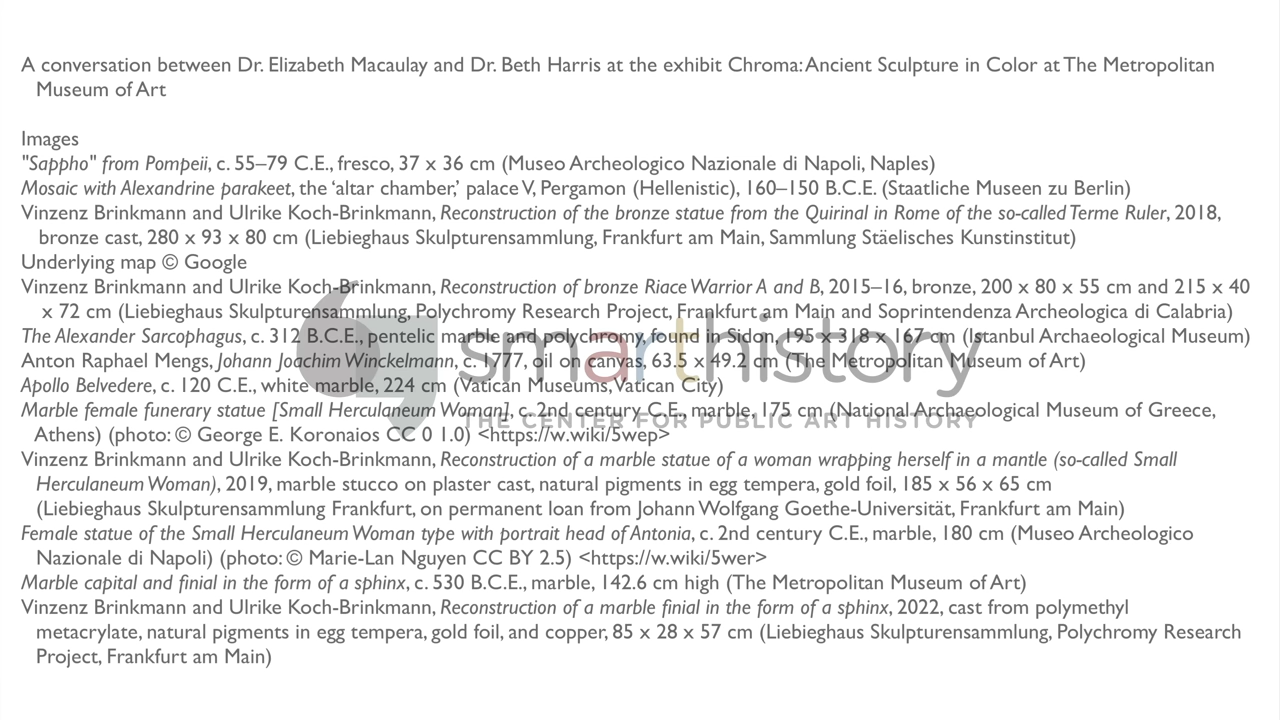 A conversation between Dr. Elizabeth Macaulay and Dr. Beth Harris at the exhibit Chroma: Ancient Sculpture in Color at The Metropolitan
Museum of Art
Images
"Sappho" from Pompeii, c. 55–79 C.E., fresco, 37 x 36 cm (Museo Archeologico Nazionale di Napoli, Naples)
Mosaic with Alexandrine parakeet, the ‘altar chamber,’ palace V, Pergamon (Hellenistic), 160–150 B.C.E. (Staatliche Museen zu Berlin)
Vinzenz Brinkmann and Ulrike Koch-Brinkmann, Reconstruction of the bronze statue from the Quirinal in Rome of the so-called Terme Ruler, 2018,
bronze cast, 280 x 93 x 80 cm (Liebieghaus Skulpturensammlung, Frankfurt am Main, Sammlung Stäelisches Kunstinstitut)
Underlying map © Google
Vinzenz Brinkmann and Ulrike Koch-Brinkmann, Reconstruction of bronze Riace Warrior A and B, 2015–16, bronze, 200 x 80 x 55 cm and 215 x 40
x 72 cm (Liebieghaus Skulpturensammlung, Polychromy Research Project, Frankfurt am Main and Soprintendenza Archeologica di Calabria)
The Alexander Sarcophagus, c. 312 B.C.E., pentelic marble and polychromy, found in Sidon, 195 x 318 x 167 cm (Istanbul Archaeological Museum)
Anton Raphael Mengs, Johann Joachim Winckelmann, c. 1777, oil on canvas, 63.5 x 49.2 cm (The Metropolitan Museum of Art)
Apollo Belvedere, c. 120 C.E., white marble, 224 cm (Vatican Museums, Vatican City)
smarthistory
Marble female funerary statue [Small Herculaneum Woman], c. 2nd century C.E., marble, 175 cm (National Archaeological Museum of Greece,
THE CENTER FOR PUBLIC ART HISTORY
Athens) (photo: © George E. Koronaios CC 0 1.0) <https://w.wiki/5wep>
Vinzenz Brinkmann and Ulrike Koch-Brinkmann, Reconstruction of a marble statue of a woman wrapping herself in a mantle (so-called Small
Herculaneum Woman), 2019, marble stucco on plaster cast, natural pigments in egg tempera, gold foil, 185 x 56 x 65 cm
(Liebieghaus Skulpturensammlung Frankfurt, on permanent loan from Johann Wolfgang Goethe-Universität, Frankfurt am Main)
Female statue of the Small Herculaneum Woman type with portrait head of Antonia, c. 2nd century C.E., marble, 180 cm (Museo Archeologico
Nazionale di Napoli) (photo: © Marie-Lan Nguyen CC BY 2.5) <https://w.wiki/5wer>
Marble capital and finial in the form of a sphinx, c. 530 B.C.E., marble, 142.6 cm high (The Metropolitan Museum of Art)
Vinzenz Brinkmann and Ulrike Koch-Brinkmann, Reconstruction of a marble finial in the form of a sphinx, 2022, cast from polymethyl
metacrylate, natural pigments in egg tempera, gold foil, and copper, 85 x 28 x 57 cm (Liebieghaus Skulpturensammlung, Polychromy Research
Project, Frankfurt am Main)